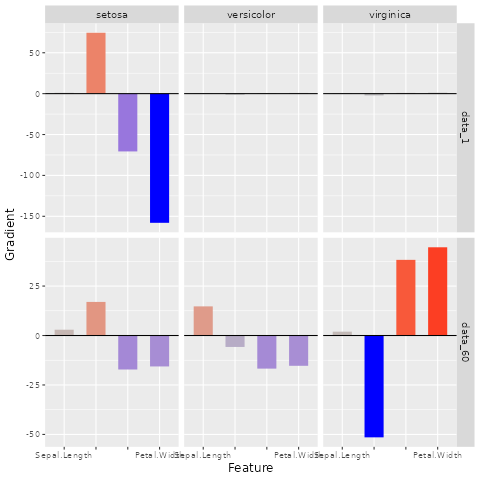 setosa versicolor virginica
50
0
-50
-100
-150
data_1
25
0
-25
-50
data_60
Gradient
Sepal.Length Petal.Width Sepal.Length Petal.Width Sepal.Length Petal.Width
Feature